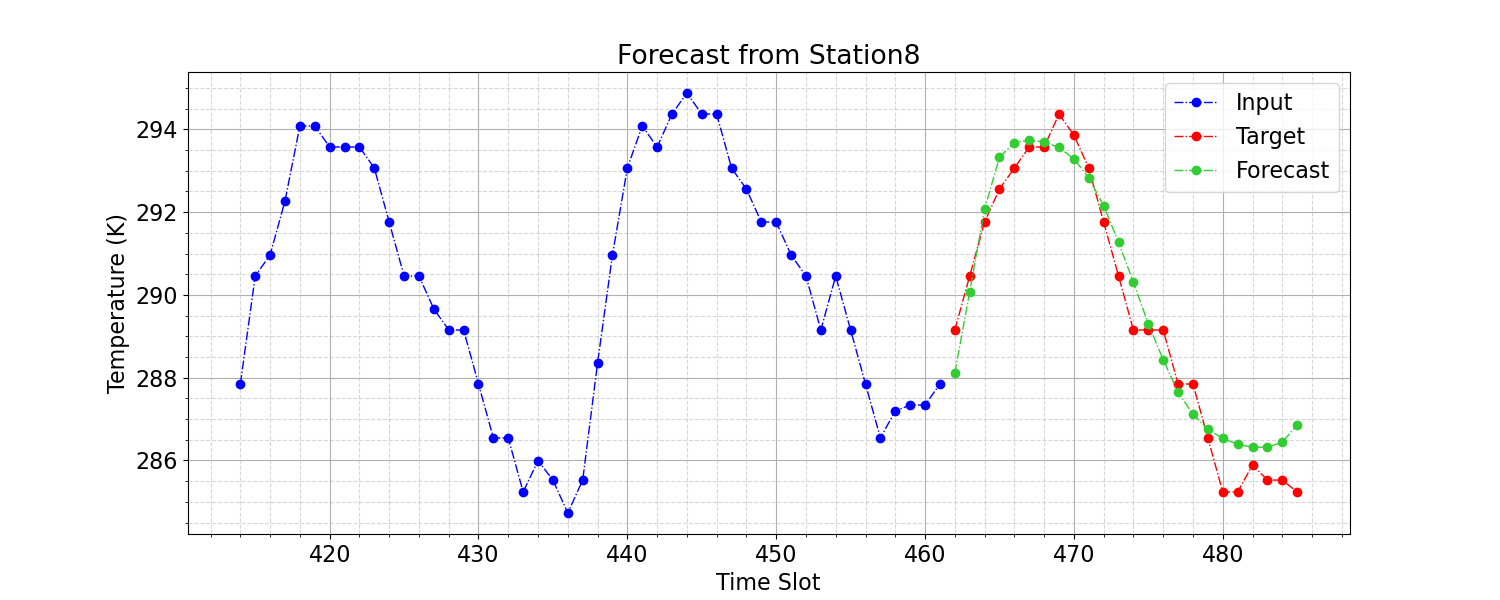 Forecast from Station8
Temperature (K)
294
292
290
288
286
Input
Target
Forecast
420 430 440 450 460 470 480
Time Slot